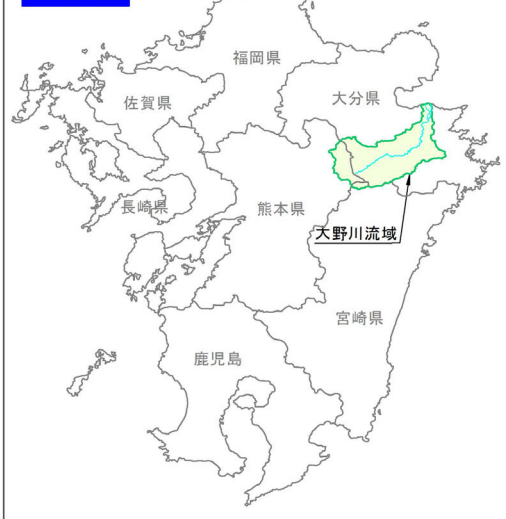 福岡県
佐賀県
大分県
長崎県
熊本県
大野川流域
宮崎県
鹿児島